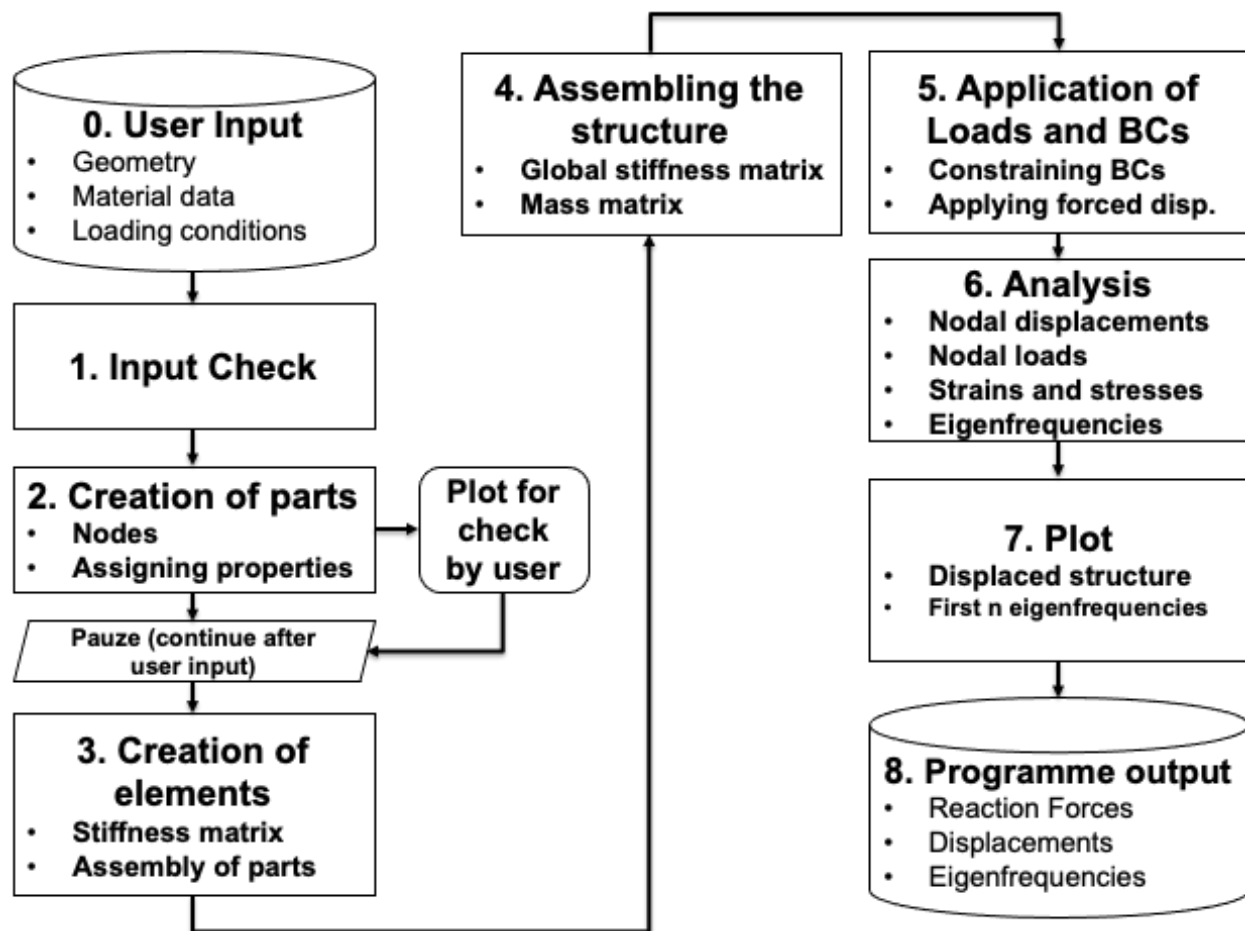 0. User Input
• Geometry
• Material data
• Loading conditions
1. Input Check
2. Creation of parts
• Nodes
• Assigning properties
Plot for
check
by user
Pauze (continue after
user input)
3. Creation of
elements
• Stiffness matrix
• Assembly of parts
4. Assembling the
structure
• Global stiffness matrix
• Mass matrix
5. Application of
Loads and BCs
• Constraining BCs
• Applying forced disp.
6. Analysis
• Nodal displacements
• Nodal loads
• Strains and stresses
• Eigenfrequencies
7. Plot
• Displaced structure
• First n eigenfrequencies
8. Programme output
• Reaction Forces
• Displacements
• Eigenfrequencies